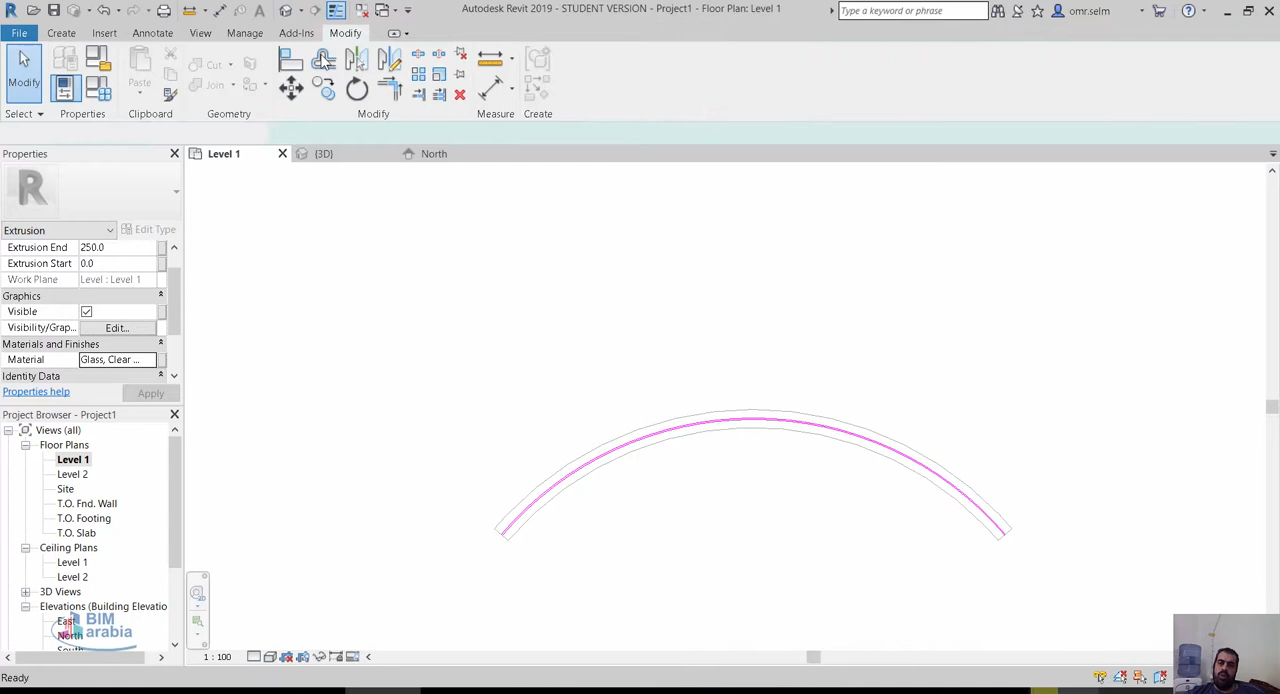 Autodesk Revit 2019 - STUDENT VERSION - Project1 - Floor Plan: Level 1
Type a keyword or phrase
omr.selm
File Create Insert Annotate View Manage Add-Ins Modify
Modify Paste Cut Join
Select Properties Clipboard Geometry Modify Measure Create
Properties
Level 1 {3D} North
Extrusion Edit Type
Extrusion End 250.0
Extrusion Start 0.0
Work Plane Level : Level 1
Graphics
Visible
Visibility/Grap... Edit...
Materials and Finishes
Material Glass, Clear ...
Identity Data
Properties help Apply
Project Browser - Project1
Views (all)
Floor Plans
Level 1
Level 2
Site
T.O. Fnd. Wall
T.O. Footing
T.O. Slab
Ceiling Plans
Level 1
Level 2
3D Views
Elevations (Building Elevatio
East
North
BIM
arabia
1 : 100
Ready